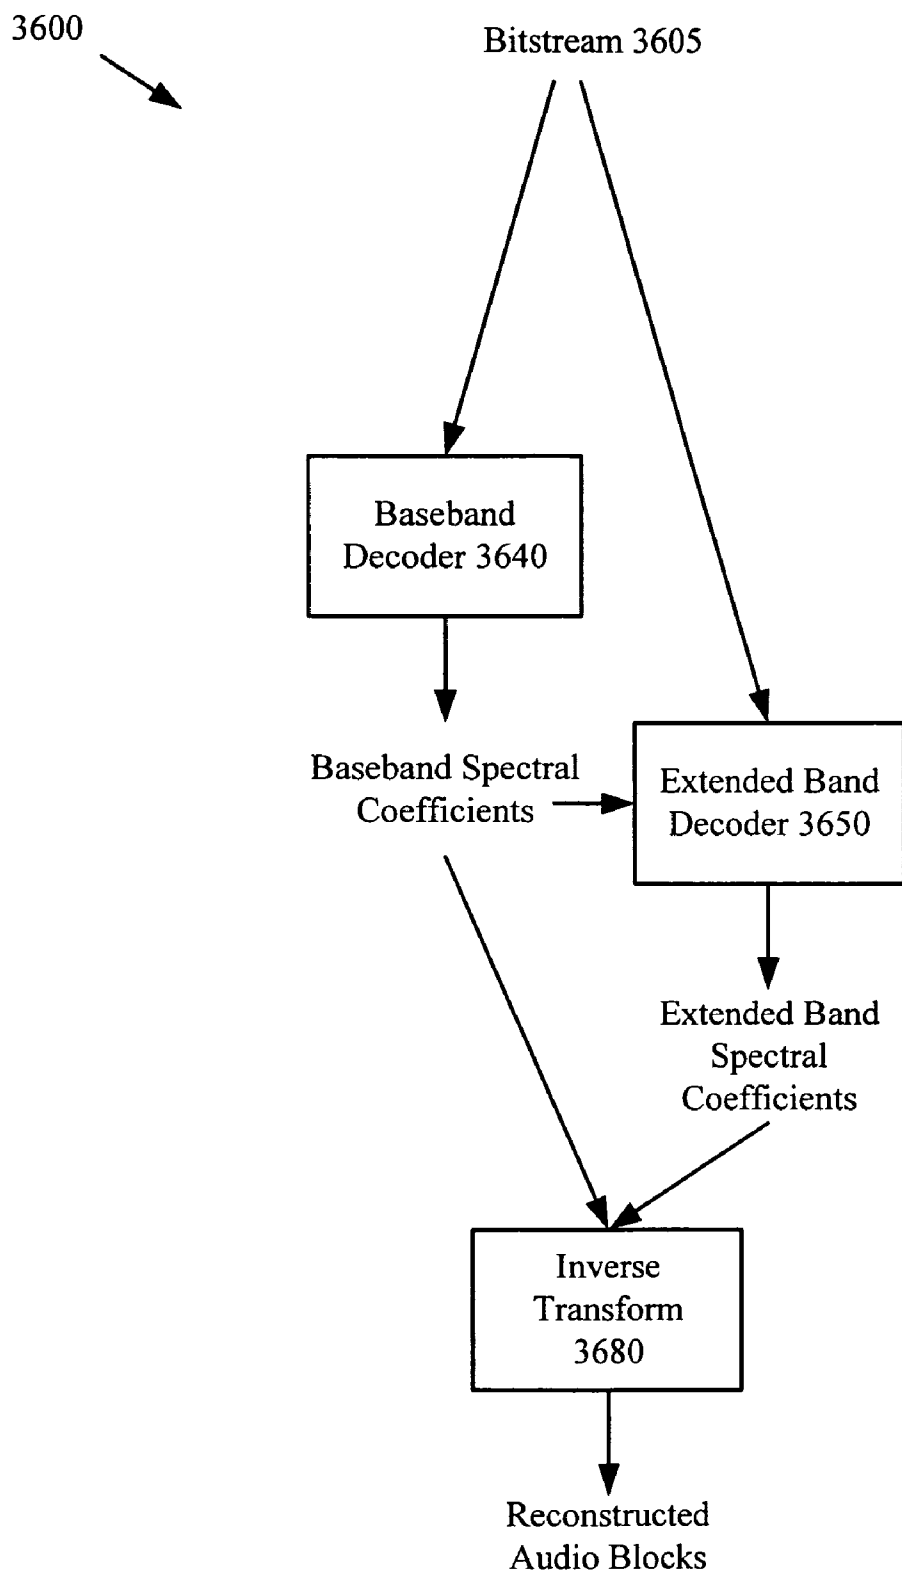 3600
Bitstream 3605
Baseband
Decoder 3640
Baseband Spectral
Coefficients
Extended Band
Decoder 3650
Extended Band
Spectral
Coefficients
Inverse
Transform
3680
Reconstructed
Audio Blocks